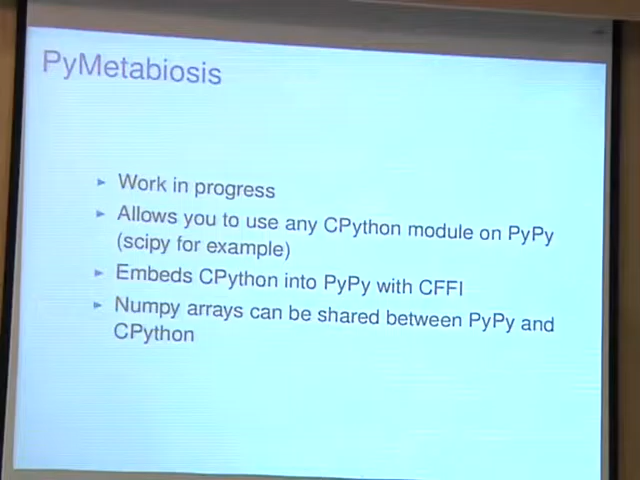 PyMetabiosis
Work in progress
Allows you to use any CPython module on PyPy
(scipy for example)
Embeds CPython into PyPy with CFFI
Numpy arrays can be shared between PyPy and
CPython